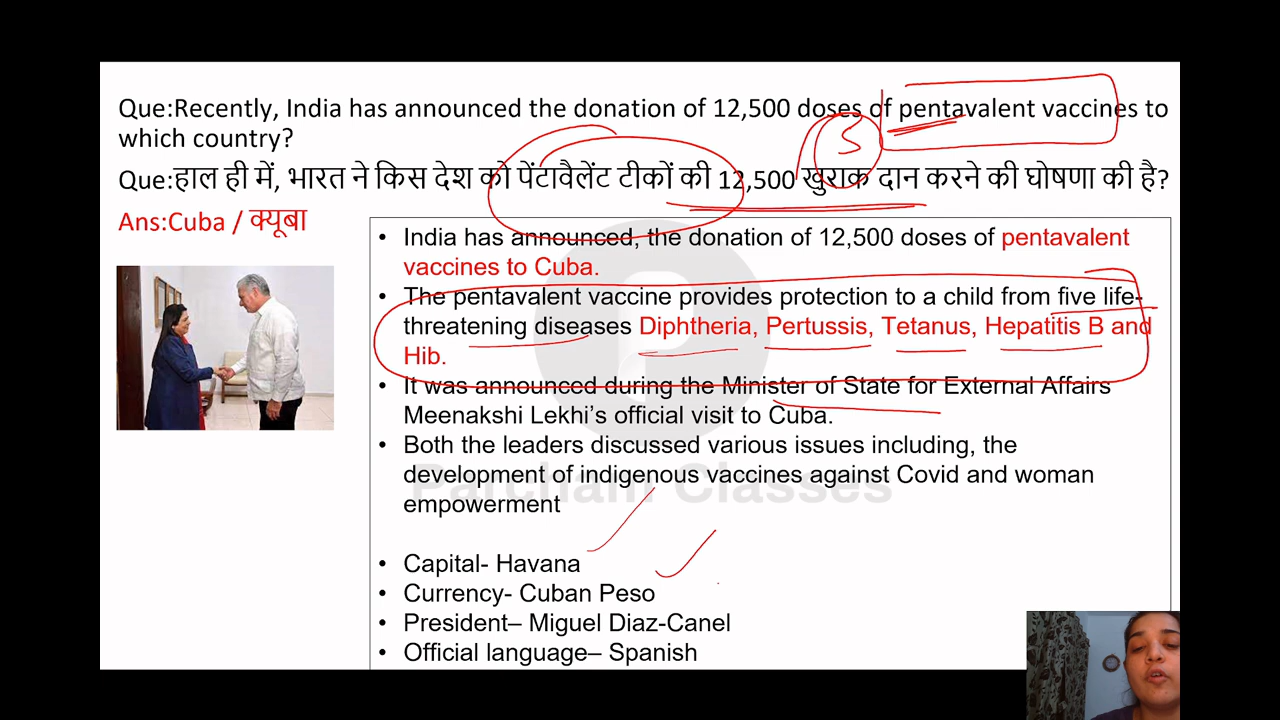 Que:Recently, India has announced the donation of 12,500 doses of pentavalent vaccines to
which country?
Que:हाल ही में, भारत ने किस देश को पेंटावैलेंट टीकों की 12,500 खुराक दान करने की घोषणा की है?
Ans:Cuba / क्यूबा
• India has announced, the donation of 12,500 doses of pentavalent
vaccines to Cuba.
• The pentavalent vaccine provides protection to a child from five life-
threatening diseases Diphtheria, Pertussis, Tetanus, Hepatitis B and
Hib.
• It was announced during the Minister of State for External Affairs
Meenakshi Lekhi's official visit to Cuba.
• Both the leaders discussed various issues including, the
development of indigenous vaccines against Covid and woman
empowerment
• Capital- Havana
• Currency- Cuban Peso
• President– Miguel Diaz-Canel
• Official language– Spanish
Parcham Classes